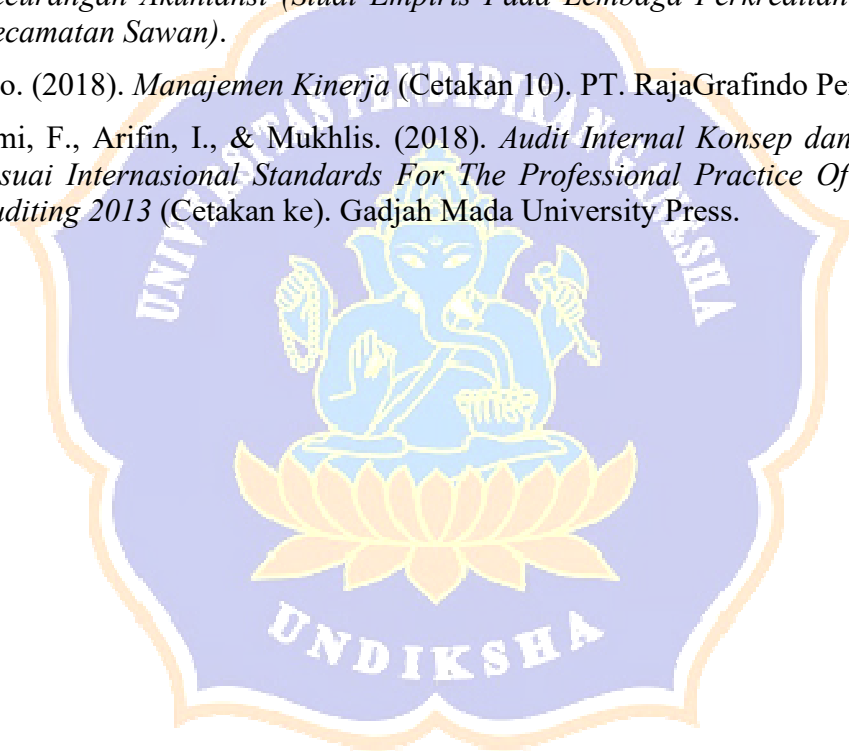 Kecurangan Akuntansi (Studi Empiris Pada Lembaga Perkreditan
Kecamatan Sawan).
o. (2018). Manajemen Kinerja (Cetakan 10). PT. RajaGrafindo Per
mi, F., Arifin, I., & Mukhlis. (2018). Audit Internal Konsep dan
suai Internasional Standards For The Professional Practice Of
uditing 2013 (Cetakan ke). Gadjah Mada University Press.
UNIVERSITAS PENDIDIKAN GANESHA
UNDIKSHA